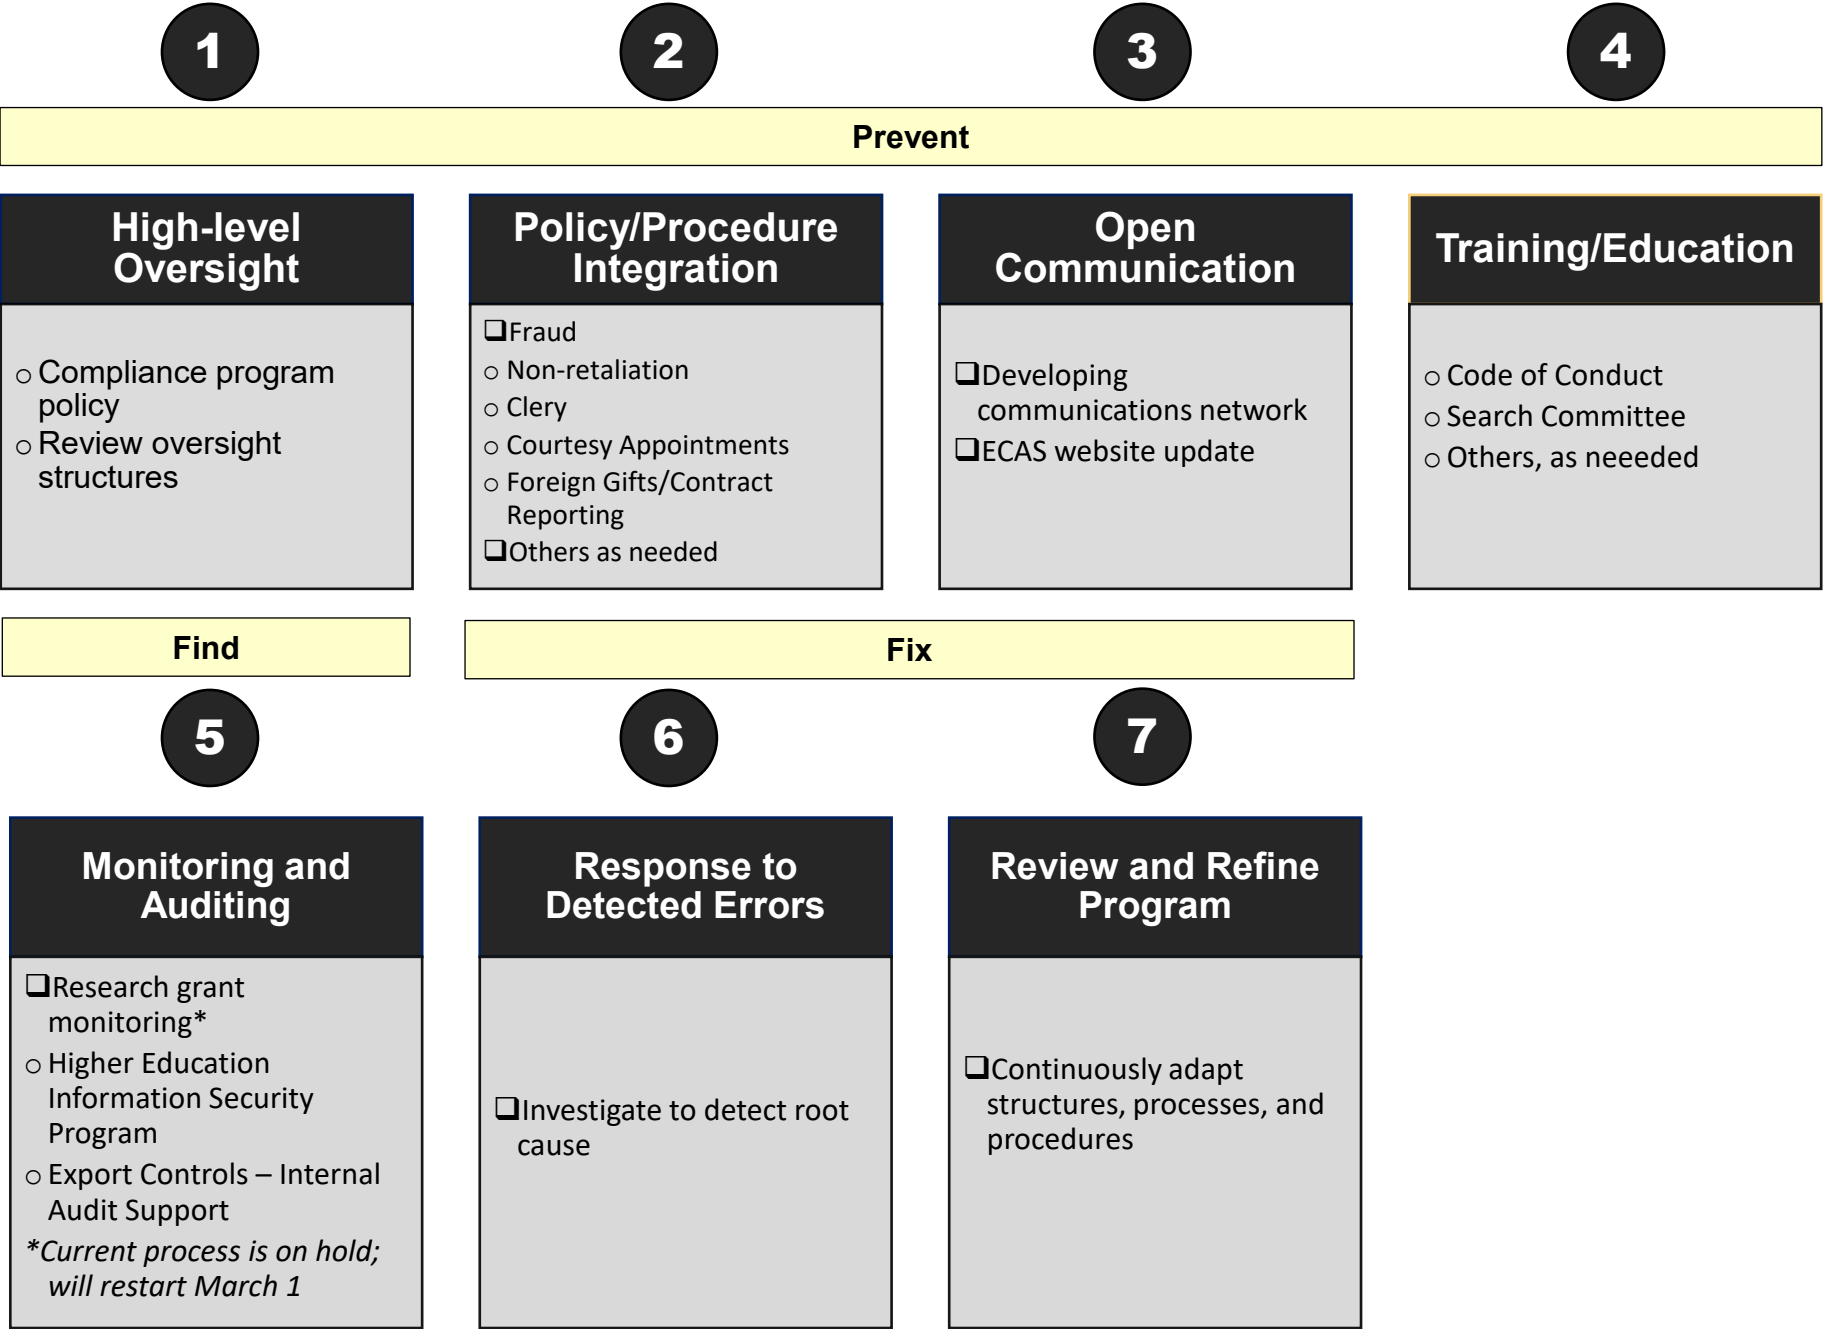 1
2
3
4
Prevent
High-level
Oversight
○ Compliance program
policy
○ Review oversight
structures
Policy/Procedure
Integration
❑Fraud
○ Non-retaliation
○ Clery
○ Courtesy Appointments
○ Foreign Gifts/Contract
Reporting
❑Others as needed
Open
Communication
❑Developing
communications network
❑ECAS website update
Training/Education
○ Code of Conduct
○ Search Committee
○ Others, as neeeded
Find
Fix
5
6
7
Monitoring and
Auditing
❑Research grant
monitoring*
○ Higher Education
Information Security
Program
○ Export Controls – Internal
Audit Support
*Current process is on hold;
will restart March 1
Response to
Detected Errors
❑Investigate to detect root
cause
Review and Refine
Program
❑Continuously adapt
structures, processes, and
procedures